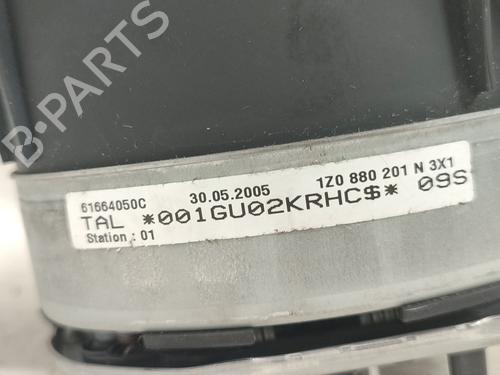 61664050C 30.05.2005 1Z0 880 201 N 3X1
TAL *001GU02KRHC$* 09S
Station : 01
B-PARTS